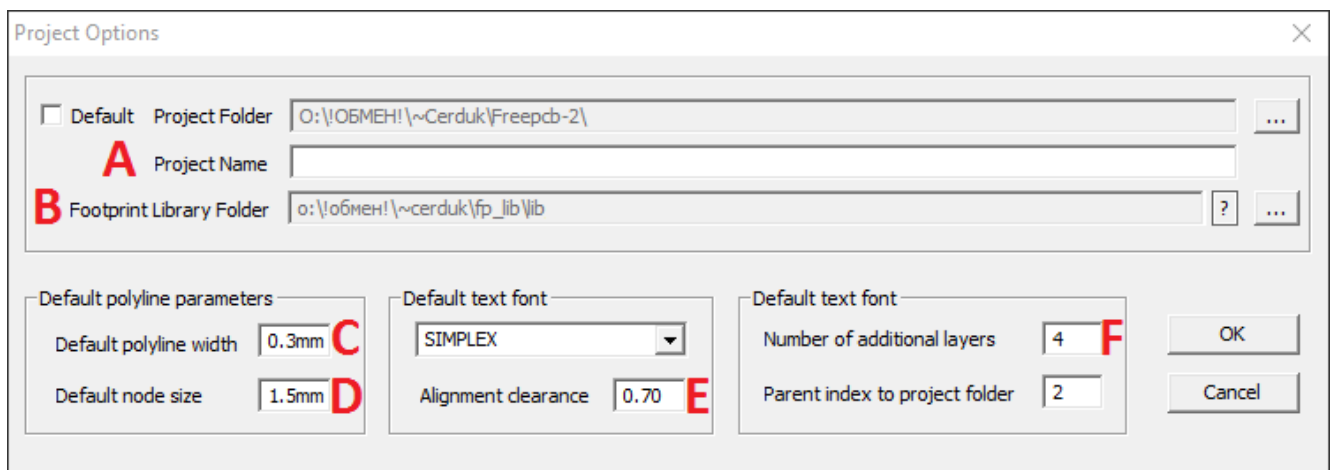 Project Options
Default Project Folder O:\!ОБМЕН!\~Cerduk\Freepcb-2\ ...
A Project Name
B Footprint Library Folder o:\!обмен!\~cerduk\fp_lib\lib ? ...
Default polyline parameters Default text font Default text font
Default polyline width 0.3mm C SIMPLEX Number of additional layers 4 F OK
Default node size 1.5mm D Alignment clearance 0.70 E Parent index to project folder 2 Cancel